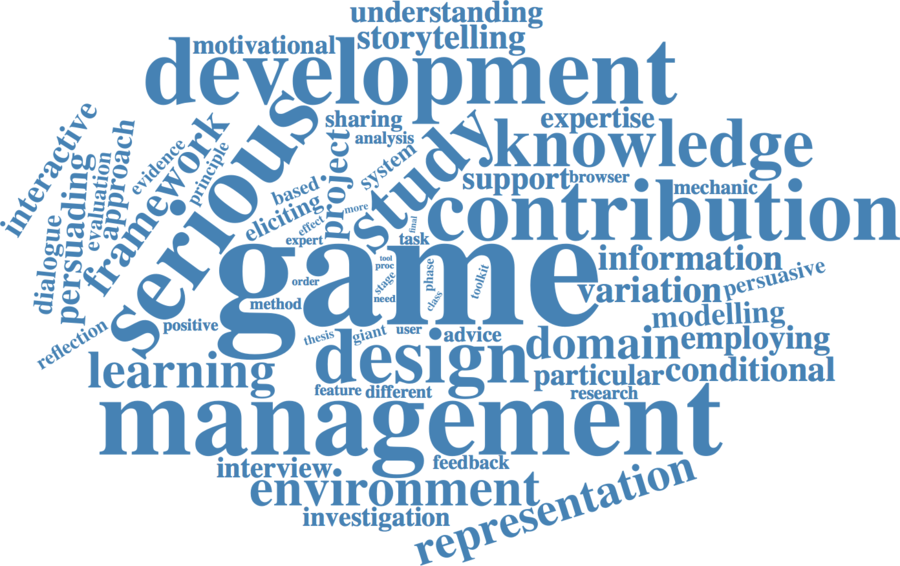 understanding
motivational
storytelling
development
interactive
sharing
expertise
analysis
knowledge
approach
framework
evidence
principle
serious
project
system
study
support
browser
mechanic
persuading
evaluation
dialogue
based
eliciting
more
effect
final
contribution
expert
task
game
information
tool
proc
phase
persuasive
stage
toolkit
order
variation
need
class
method
modelling
positive
reflection
thesis
giant
user
advice
design
domain
employing
learning
particular
conditional
feature
different
research
management
interview
feedback
environment
representation
investigation